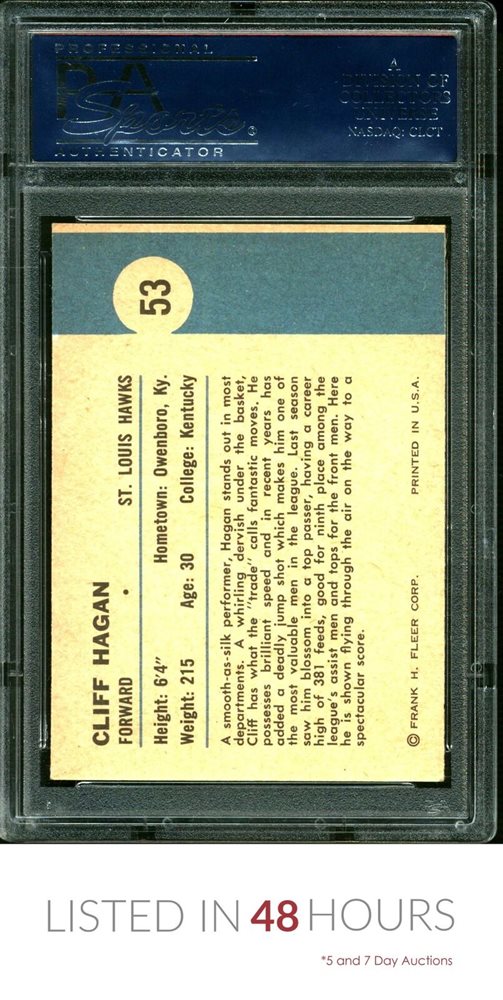 PROFESSIONAL
PSA
Sports®
AUTHENTICATOR
A
DIVISION OF
COLLECTORS
UNIVERSE
NASDAQ: CLCT
53
CLIFF HAGAN
FORWARD • ST. LOUIS HAWKS
Height: 6'4" Hometown: Owenboro, Ky.
Weight: 215 Age: 30 College: Kentucky
A smooth-as-silk performer, Hagan stands out in most
departments. A whirling dervish under the basket,
Cliff has what the "trade" calls fantastic moves. He
possesses brilliant speed and in recent years has
added a deadly jump shot which makes him one of
the most valuable men in the league. Last season
saw him blossom into a top passer, having a career
high of 381 feeds, good for ninth place among the
league's assist men and tops for the front men. Here
he is shown flying through the air on the way to a
spectacular score.
© FRANK H. FLEER CORP. PRINTED IN U.S.A.
LISTED IN 48 HOURS
*5 and 7 Day Auctions